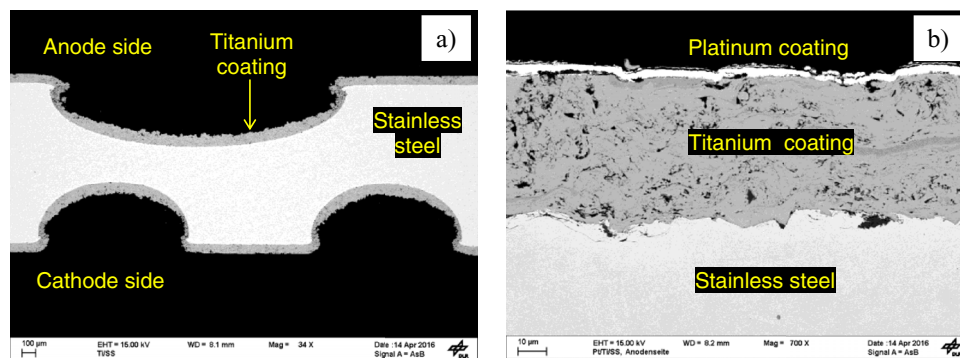 a)
Anode side
Titanium
coating
Stainless
steel
Cathode side
100 µm
EHT = 15.00 kV
WD = 8.1 mm
Mag = 34 X
Date :14 Apr 2016
Ti/SS
Signal A = AsB
DLR
b)
Platinum coating
Titanium coating
Stainless steel
10 µm
EHT = 15.00 kV
WD = 8.2 mm
Mag = 700 X
Date :14 Apr 2016
Pt/Ti/SS, Anodenseite
Signal A = AsB
DLR